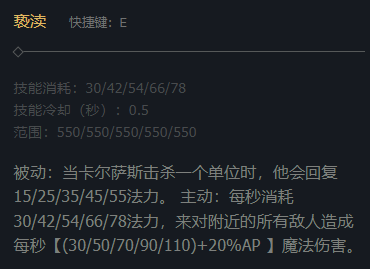 亵渎 快捷键：E
技能消耗：30/42/54/66/78
技能冷却（秒）：0.5
范围：550/550/550/550/550
被动：当卡尔萨斯击杀一个单位时，他会回复
15/25/35/45/55法力。 主动：每秒消耗
30/42/54/66/78法力，来对附近的所有敌人造成
每秒【(30/50/70/90/110)+20%AP 】魔法伤害。